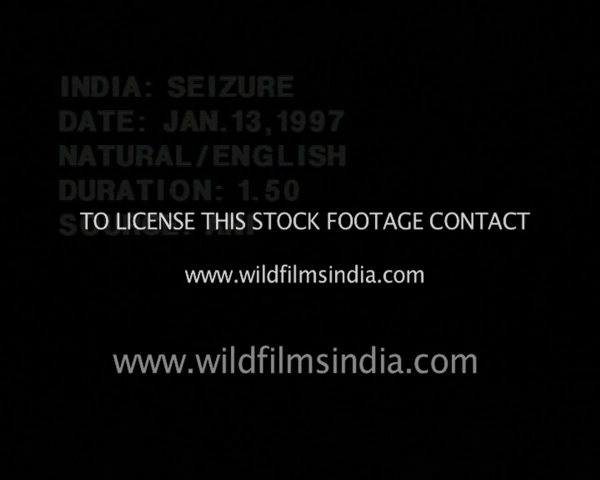 INDIA: SEIZURE
DATE: JAN.13,1997
NATURAL/ENGLISH
DURATION: 1.50
TO LICENSE THIS STOCK FOOTAGE CONTACT
www.wildfilmsindia.com
www.wildfilmsindia.com